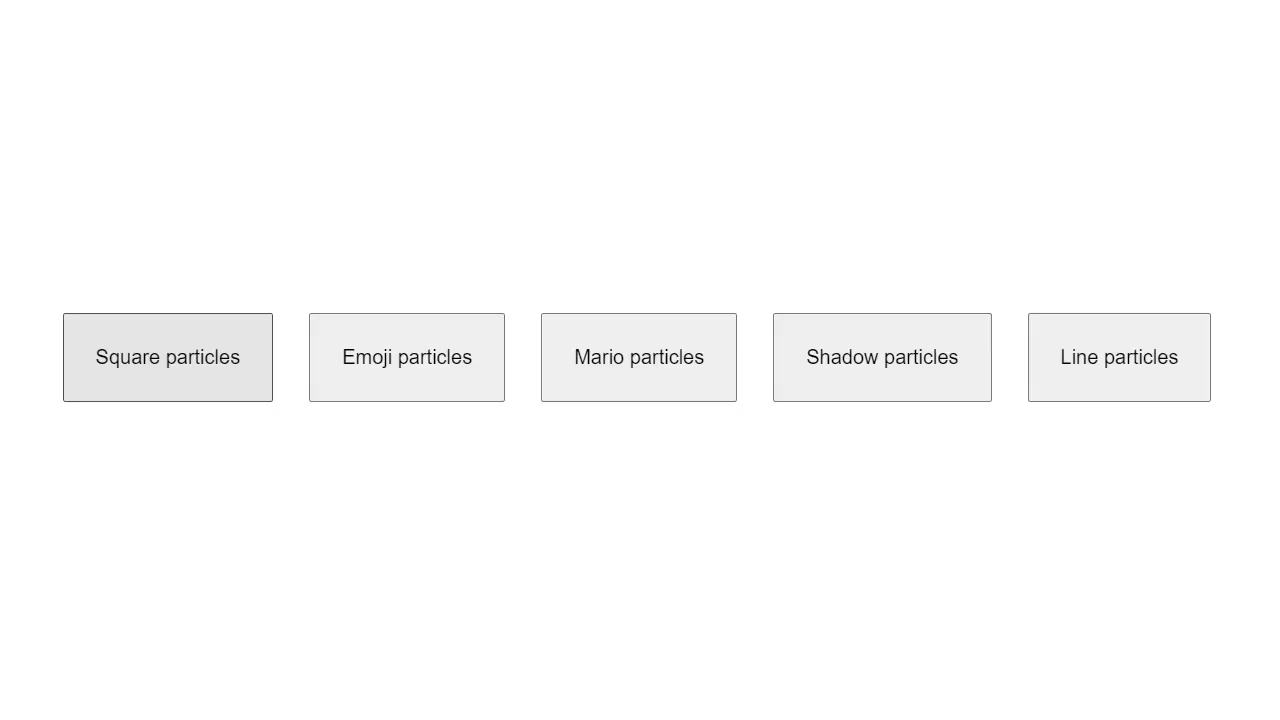 Square particles
Emoji particles
Mario particles
Shadow particles
Line particles